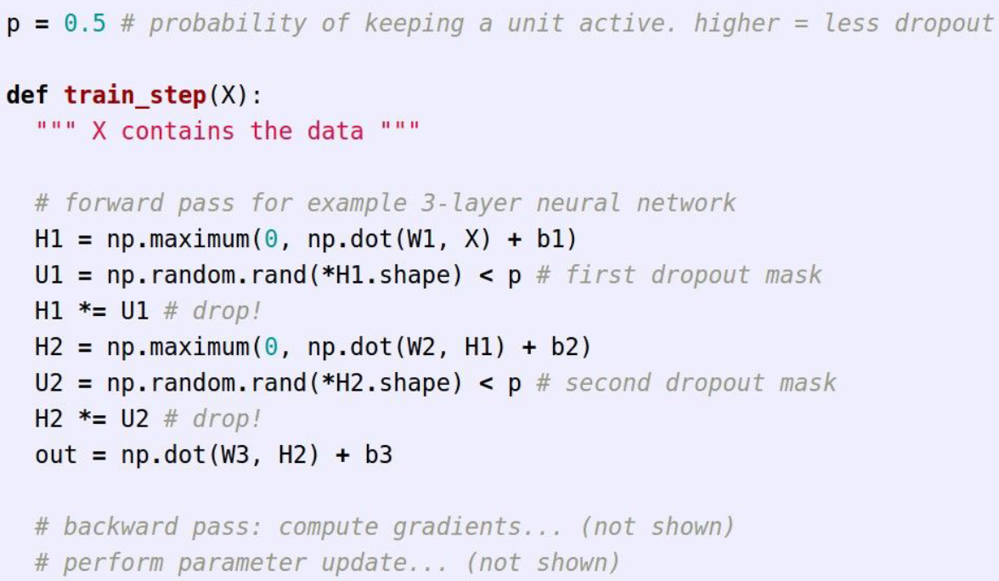 p = 0.5 # probability of keeping a unit active. higher = less dropout
def train_step(X):
""" X contains the data """
# forward pass for example 3-layer neural network
H1 = np.maximum(0, np.dot(W1, X) + b1)
U1 = np.random.rand(*H1.shape) < p # first dropout mask
H1 *= U1 # drop!
H2 = np.maximum(0, np.dot(W2, H1) + b2)
U2 = np.random.rand(*H2.shape) < p # second dropout mask
H2 *= U2 # drop!
out = np.dot(W3, H2) + b3
# backward pass: compute gradients... (not shown)
# perform parameter update... (not shown)